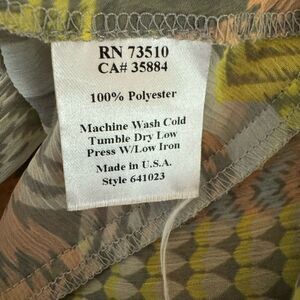 RN 73510
CA# 35884
100% Polyester
Machine Wash Cold
Tumble Dry Low
Press W/Low Iron
Made in U.S.A.
Style 641023